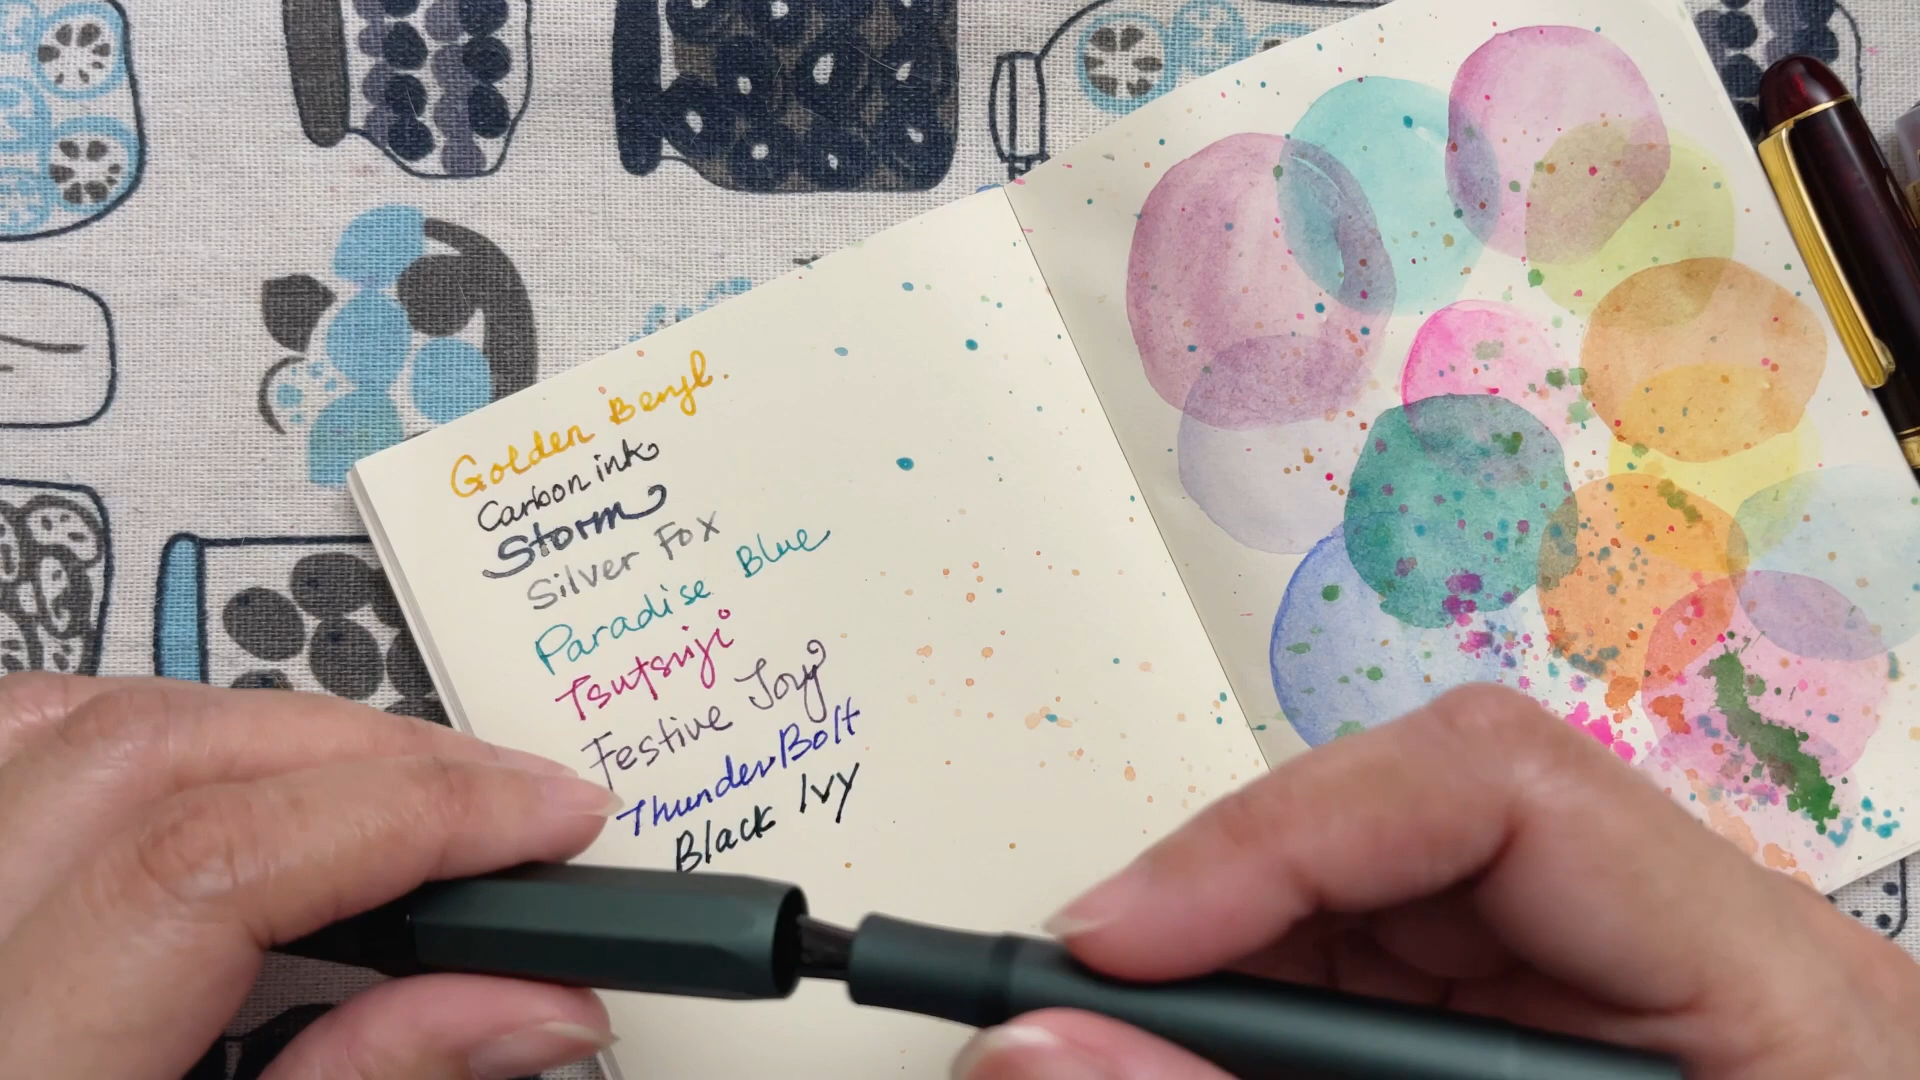 Golden Beryl.
Carbon ink
Storm
Silver Fox
Paradise Blue
Tsutsuji
Festive Joy
ThunderBolt
Black Ivy